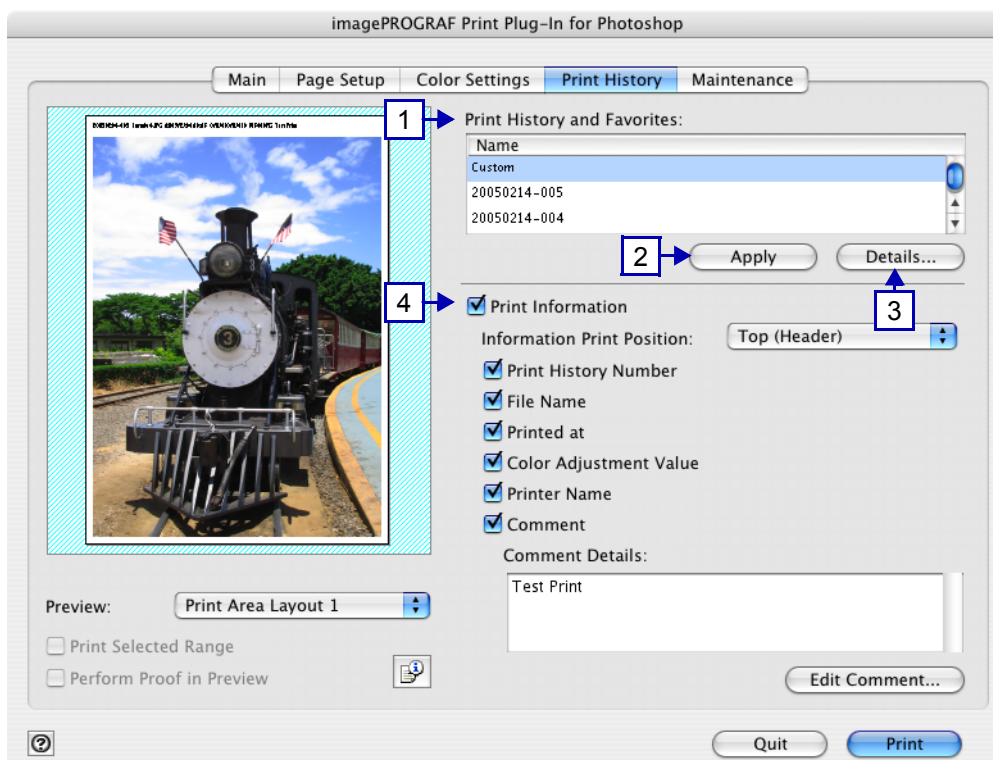 imagePROGRAF Print Plug-In for Photoshop
Main Page Setup Color Settings Print History Maintenance
1
Print History and Favorites:
Name
Custom
20050214-005
20050214-004
2
Apply
Details...
3
4
Print Information
Information Print Position:
Top (Header)
Print History Number
File Name
Printed at
Color Adjustment Value
Printer Name
Comment
Comment Details:
Test Print
Edit Comment...
3
Preview:
Print Area Layout 1
Print Selected Range
Perform Proof in Preview
?
Quit
Print